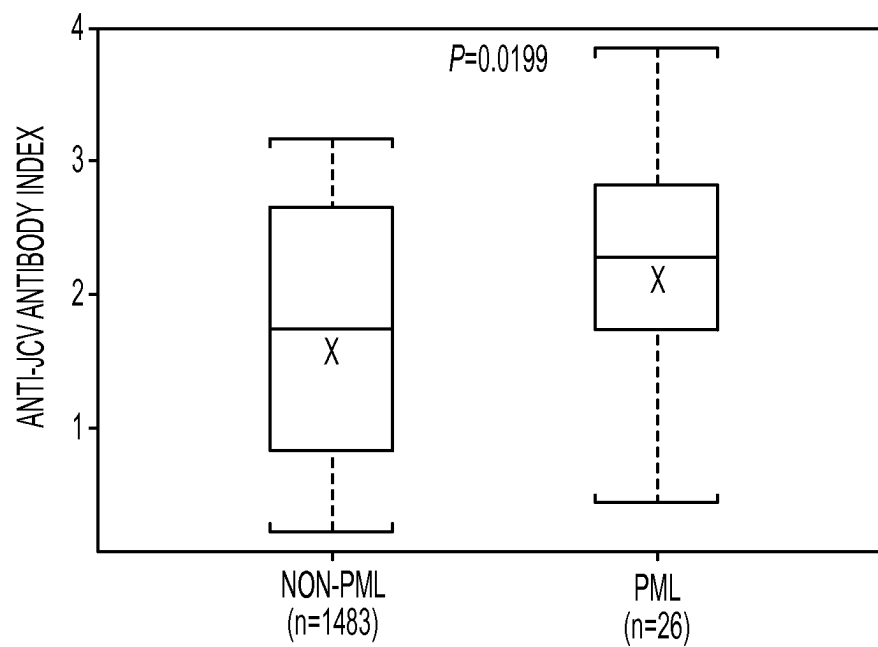 4
P=0.0199
3
2
1
ANTI-JCV ANTIBODY INDEX
X
X
NON-PML
(n=1483)
PML
(n=26)